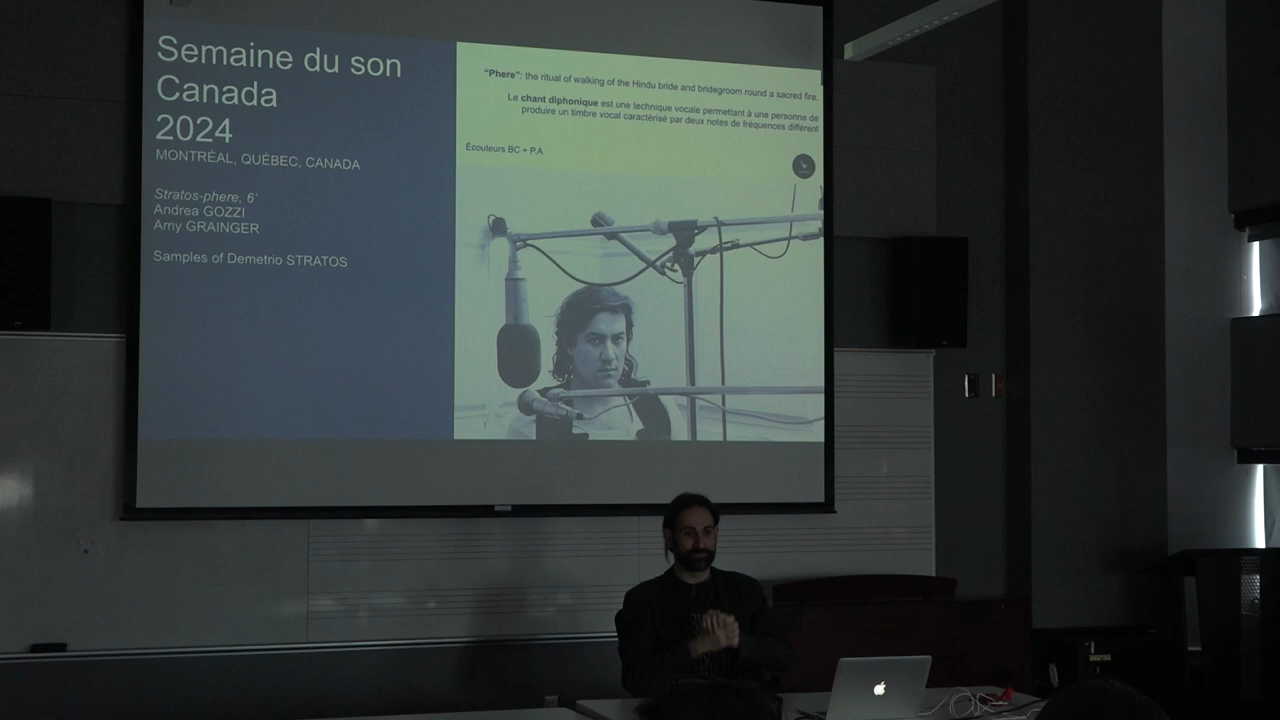 Semaine du son
Canada
2024
MONTRÉAL, QUÉBEC, CANADA
Stratos-phere, 6'
Andrea GOZZI
Amy GRAINGER
Samples of Demetrio STRATOS
“Phere”: the ritual of walking of the Hindu bride and bridegroom round a sacred fire.
Le chant diphonique est une technique vocale permettant à une personne de
produire un timbre vocal caractérisé par deux notes de fréquences différent
Écouteurs BC + P.A